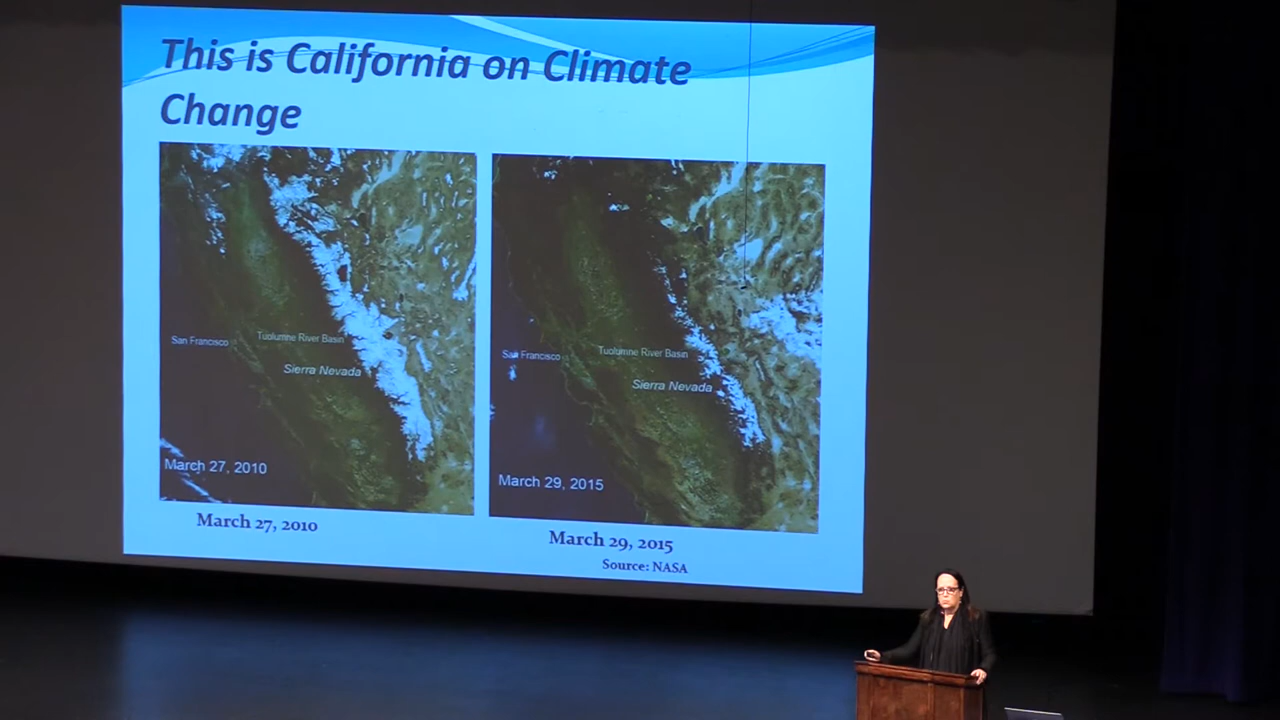 This is California on Climate
Change
San Francisco
Tuolumne River Basin
Sierra Nevada
March 27, 2010
San Francisco
Tuolumne River Basin
Sierra Nevada
March 29, 2015
March 27, 2010
March 29, 2015
Source: NASA